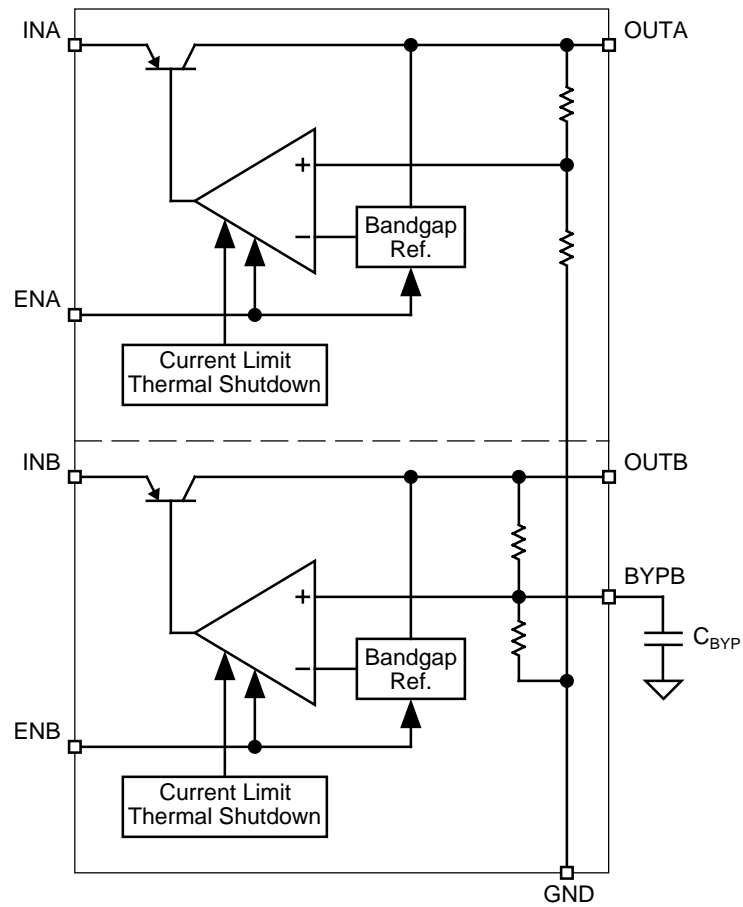 INA
OUTA
+
−
Bandgap
Ref.
ENA
Current Limit
Thermal Shutdown
INB
OUTB
+
−
BYPB
CBYP
Bandgap
Ref.
ENB
Current Limit
Thermal Shutdown
GND